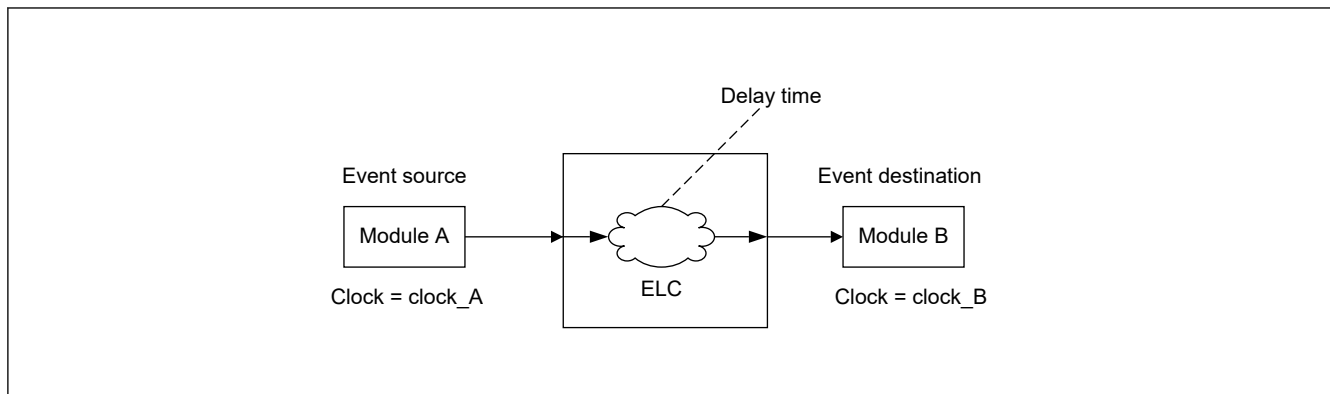 Delay time
Event source
Event destination
Module A
Module B
ELC
Clock = clock_A
Clock = clock_B